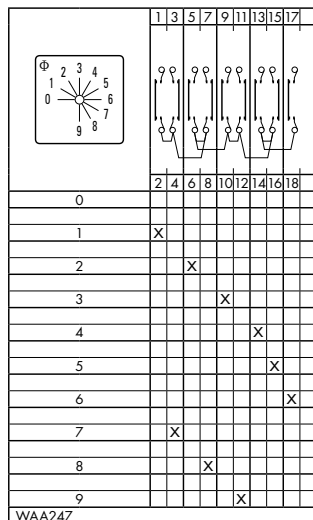 1 3 5 7 9 11 13 15 17
Φ
0 1 2 3 4 5 6 7 8 9
2 4 6 8 10 12 14 16 18
0
1 X
2 X
3 X
4 X
5 X
6 X
7 X
8 X
9 X
WAA247